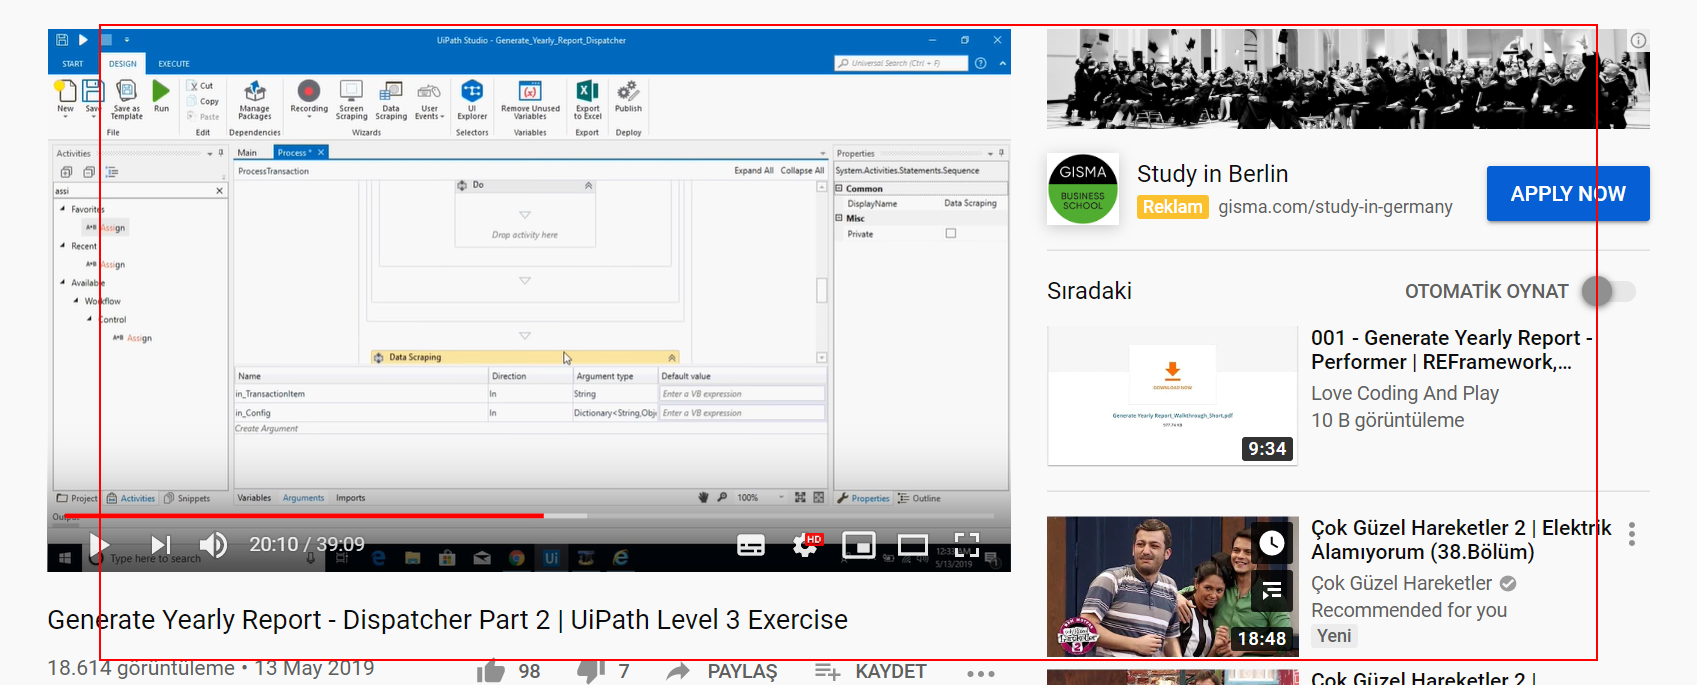 UiPath Studio - Generate_Yearly_Report_Dispatcher
START DESIGN EXECUTE
Universal Search (Ctrl + F)
New Save Save as Template Run
Cut
Copy
Paste
Manage Packages Recording Screen Scraping Data Scraping User Events UI Explorer Remove Unused Variables Export to Excel Publish
File Edit Dependencies Wizards Selectors Variables Export Deploy
Activities
assi
Favorites
A+B Assign
Recent
A+B Assign
Available
Workflow
Control
A+B Assign
Project Activities Snippets
Main Process * X
ProcessTransaction Expand All Collapse All
Do
Drop activity here
Data Scraping
Name Direction Argument type Default value
in_TransactionItem In String Enter a VB expression
in_Config In Dictionary<String,Obj Enter a VB expression
Create Argument
Variables Arguments Imports 100%
Properties
System.Activities.Statements.Sequence
Common
DisplayName Data Scraping
Misc
Private
Properties Outline
Output
20:10 / 39:09
HD
Type here to search
Ui
12:33 AM
5/13/2019
Generate Yearly Report - Dispatcher Part 2 | UiPath Level 3 Exercise
18.614 görüntüleme • 13 May 2019
98 7 PAYLAŞ KAYDET
GISMA
BUSINESS
SCHOOL
Study in Berlin
Reklam gisma.com/study-in-germany
APPLY NOW
Sıradaki OTOMATİK OYNAT
DOWNLOAD NOW
Generate Yearly Report_Walkthrough_Short.pdf
977.74 KB
9:34
001 - Generate Yearly Report -
Performer | REFramework,...
Love Coding And Play
10 B görüntüleme
18:48
Çok Güzel Hareketler 2 | Elektrik
Alamıyorum (38.Bölüm)
Çok Güzel Hareketler
Recommended for you
Yeni
Çok Güzel Hareketler 2 |